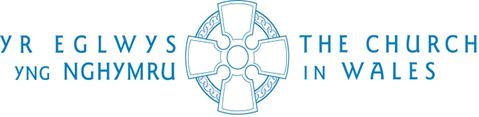 YR EGLWYS
YNG NGHYMRU
THE CHURCH
IN WALES